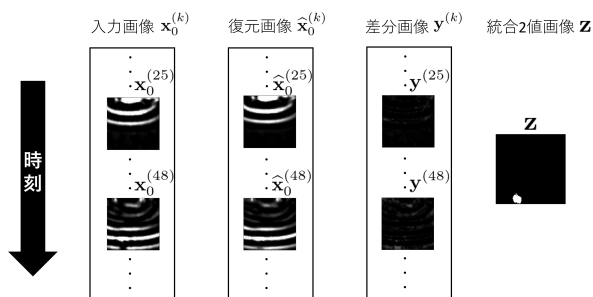 入力画像 x₀⁽ᵏ⁾ 復元画像 x̂₀⁽ᵏ⁾ 差分画像 y⁽ᵏ⁾ 統合2値画像 z
x₀⁽²⁵⁾ x̂₀⁽²⁵⁾ y⁽²⁵⁾
z
時刻
x₀⁽⁴⁸⁾ x̂₀⁽⁴⁸⁾ y⁽⁴⁸⁾